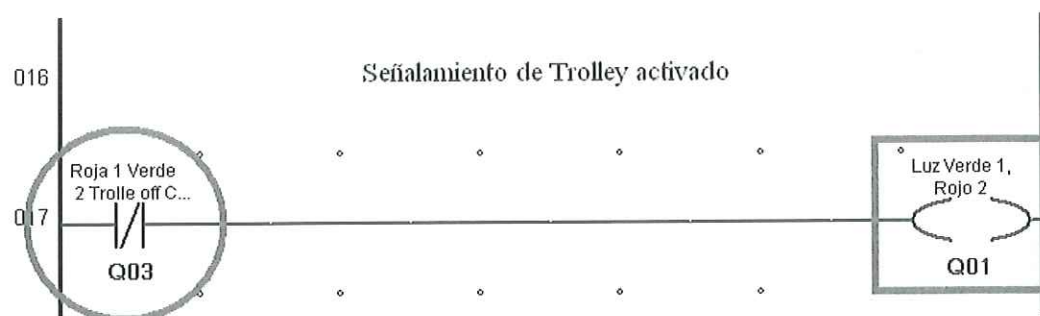 016
Señalamiento de Trolley activado
Roja 1 Verde
2 Trolle off C...
Luz Verde 1,
Rojo 2
017
Q03
Q01